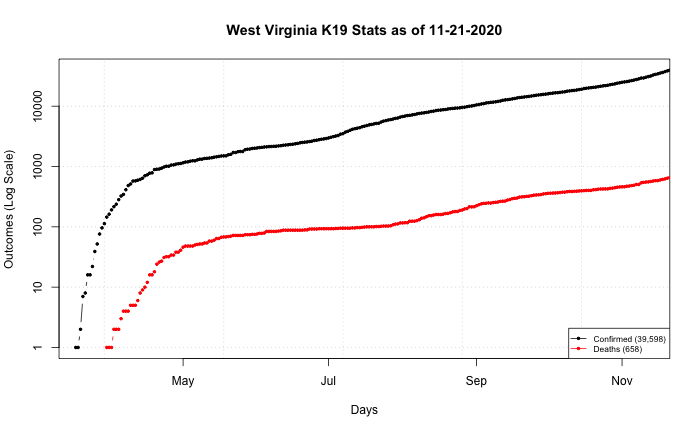 West Virginia K19 Stats as of 11-21-2020
Outcomes (Log Scale)
10000
1000
100
10
1
Confirmed (39,598)
Deaths (658)
May
Jul
Sep
Nov
Days